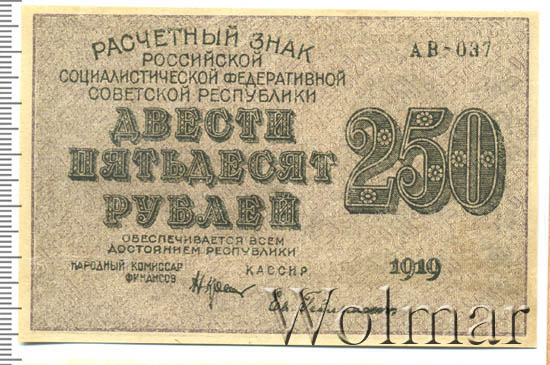 РАСЧЕТНЫЙ ЗНАК
АВ-037
РОССИЙСКОЙ
СОЦИАЛИСТИЧЕСКОЙ ФЕДЕРАТИВНОЙ
СОВЕТСКОЙ РЕСПУБЛИКИ
ДВЕСТИ
ПЯТЬДЕСЯТ
РУБЛЕЙ
250
ОБЕСПЕЧИВАЕТСЯ ВСЕМ
ДОСТОЯНИЕМ РЕСПУБЛИКИ
НАРОДНЫЙ КОМИССАР
ФИНАНСОВ
КАССИР
1919
Wolmar